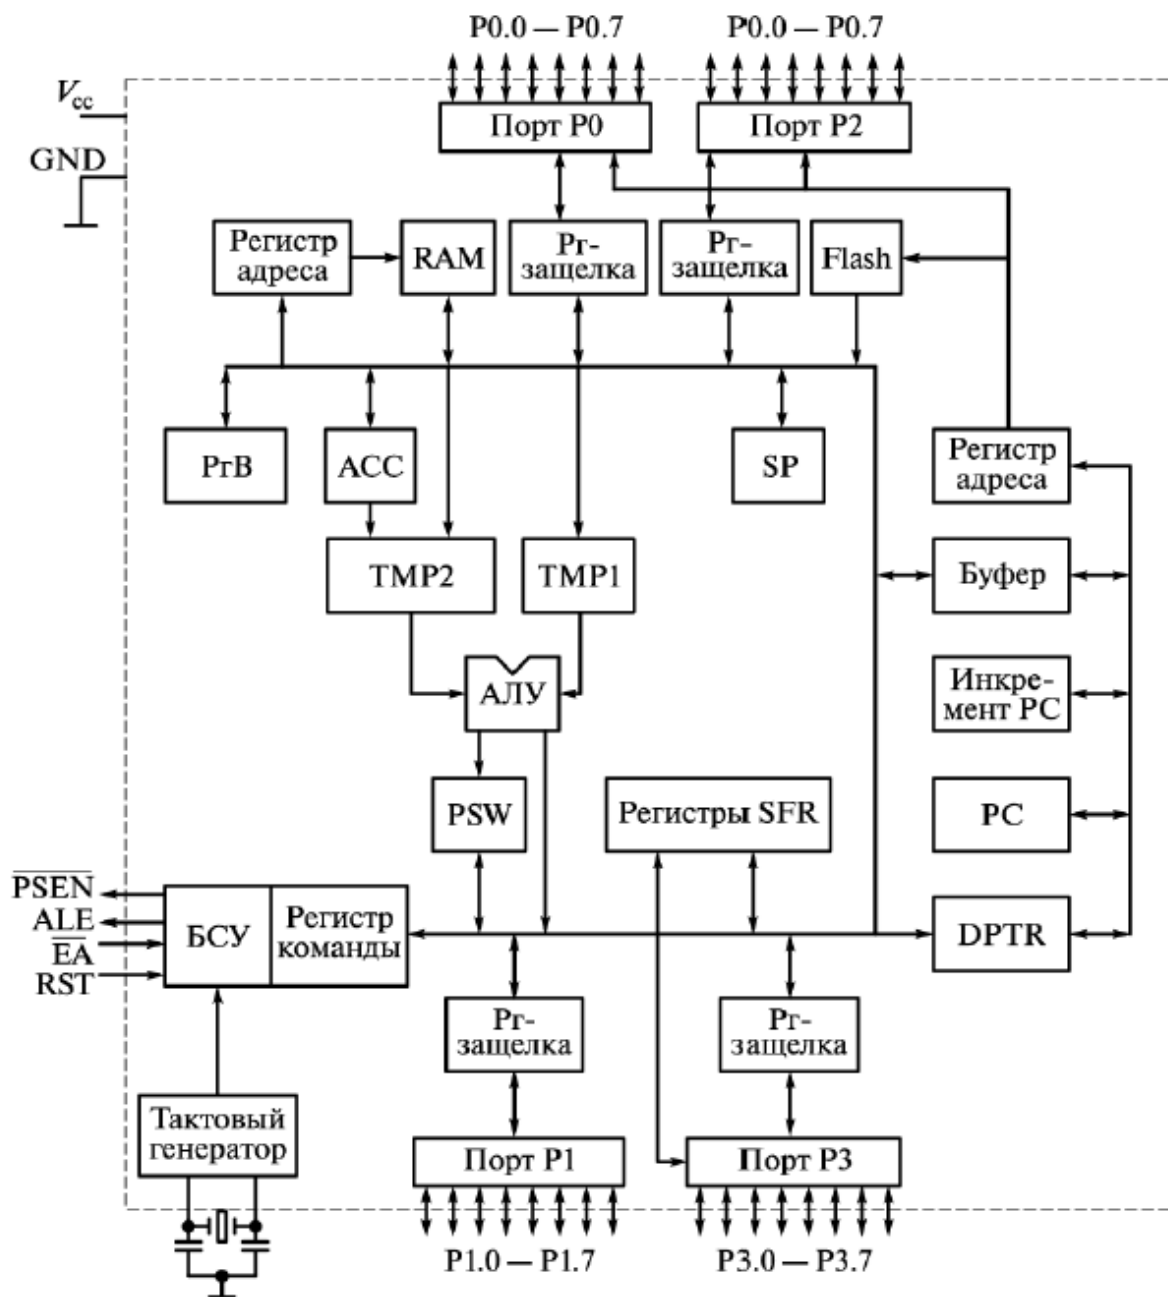 P0.0 — P0.7
P0.0 — P0.7
Vcc
Порт P0
Порт P2
GND
Регистр
адреса
RAM
Рг-
защелка
Рг-
защелка
Flash
РгВ
ACC
SP
Регистр
адреса
TMP2
TMP1
Буфер
АЛУ
Инкре-
мент PC
PSW
Регистры SFR
PC
PSEN
ALE
EA
RST
БСУ
Регистр
команды
DPTR
Рг-
защелка
Рг-
защелка
Тактовый
генератор
Порт P1
Порт P3
P1.0 — P1.7
P3.0 — P3.7